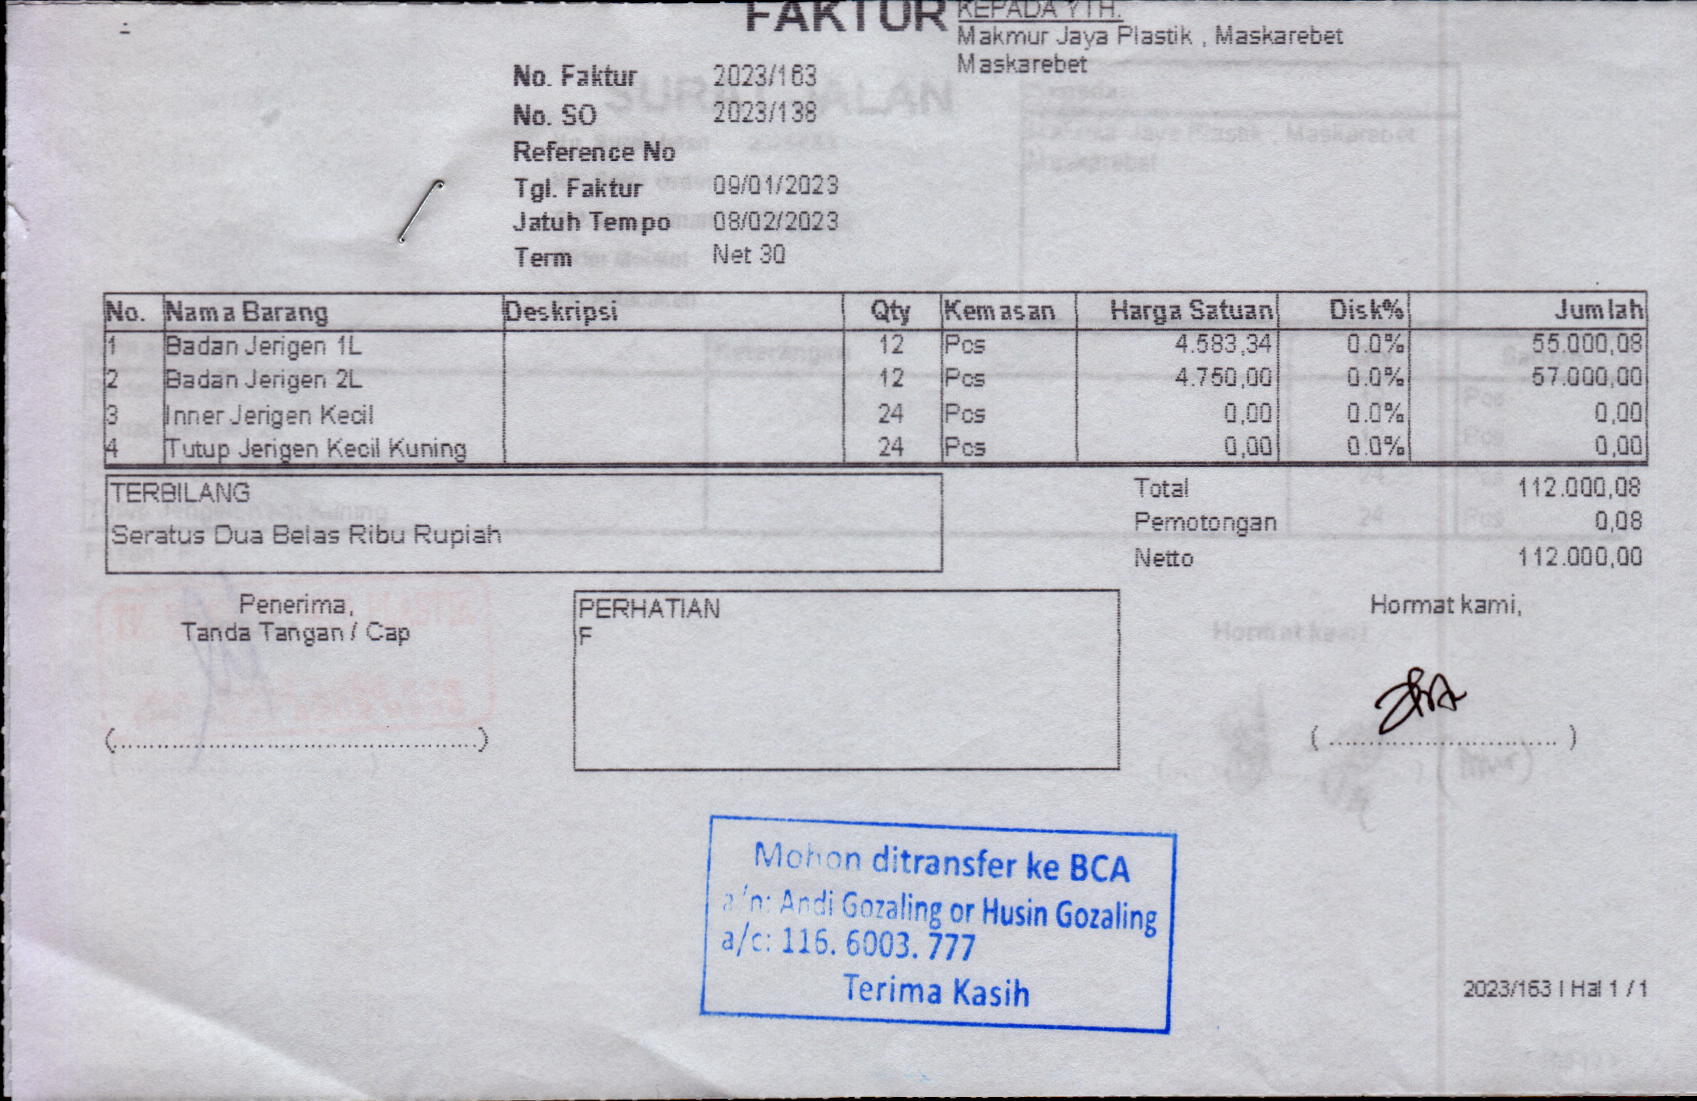 FAKTUR
KEPADA YTH.
Makmur Jaya Plastik , Maskarebet
Maskarebet
No. Faktur 2023/163
No. SO 2023/138
Reference No
Tgl. Faktur 09/01/2023
Jatuh Tempo 08/02/2023
Term Net 30
No. Nama Barang Deskripsi Qty Kemasan Harga Satuan Disk% Jumlah
1 Badan Jerigen 1L 12 Pcs 4.583,34 0.0% 55.000,08
2 Badan Jerigen 2L 12 Pcs 4.750,00 0.0% 57.000,00
3 Inner Jerigen Kecil 24 Pcs 0,00 0.0% 0,00
4 Tutup Jerigen Kecil Kuning 24 Pcs 0,00 0.0% 0,00
TERBILANG
Seratus Dua Belas Ribu Rupiah
Total 112.000,08
Pemotongan 0,08
Netto 112.000,00
Penerima,
Tanda Tangan / Cap
(................................................)
PERHATIAN
F
Hormat kami,
(..............................)
Mohon ditransfer ke BCA
a/n: Andi Gozaling or Husin Gozaling
a/c: 116. 6003. 777
Terima Kasih
2023/163 | Hal 1 / 1